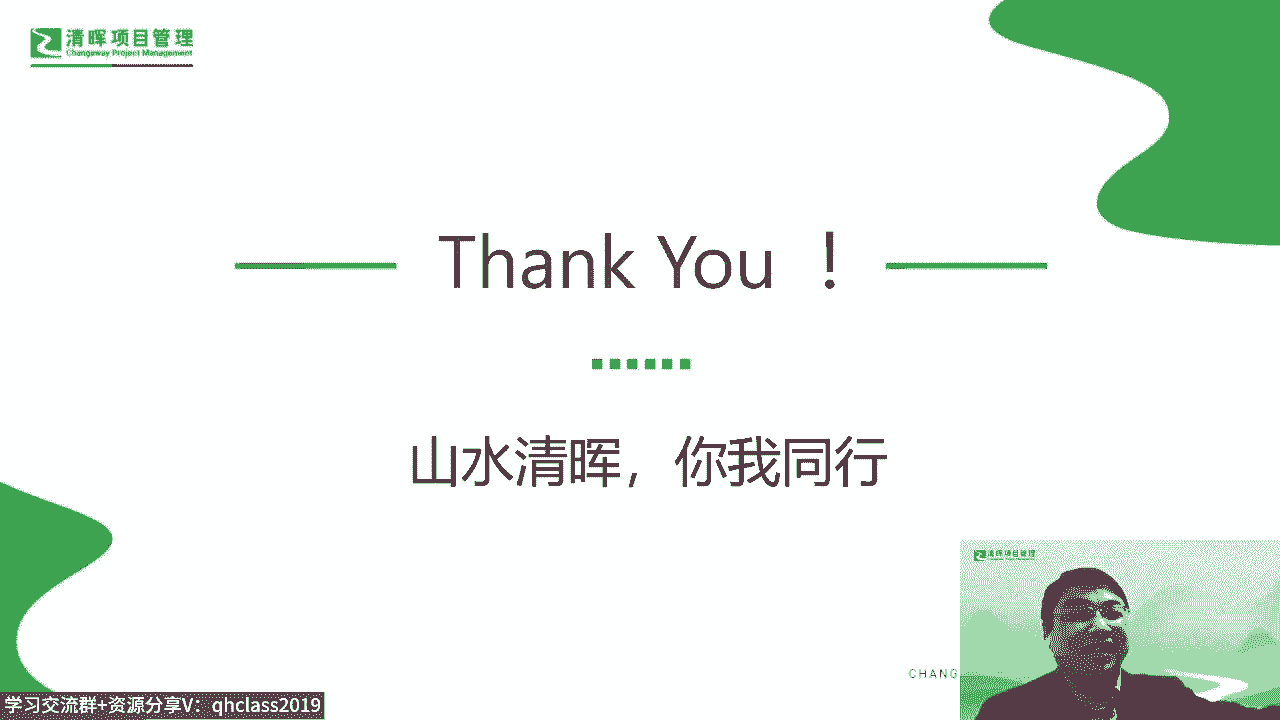 清晖项目管理
Changeway Project Management
Thank You ！
山水清晖，你我同行
清晖项目管理
CHANG
学习交流群+资源分享V：qhclass2019